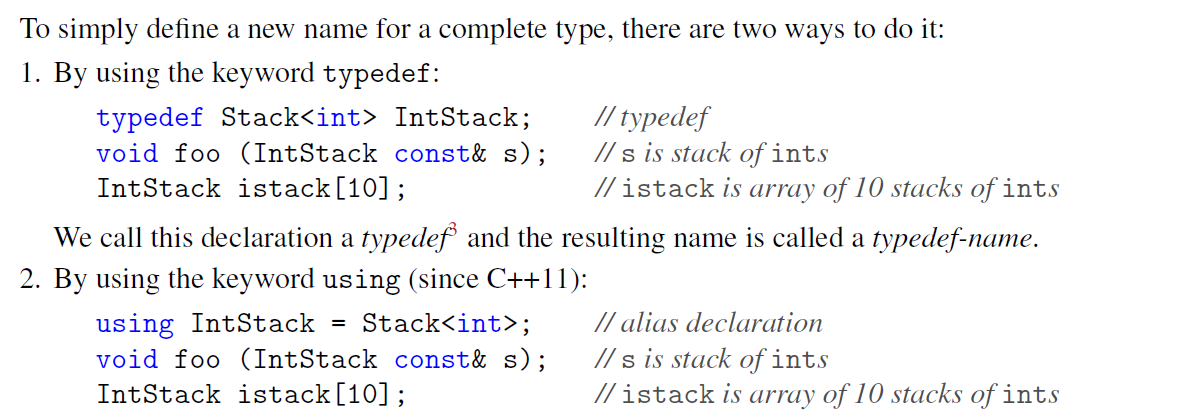 To simply define a new name for a complete type, there are two ways to do it:
1. By using the keyword typedef:
typedef Stack<int> IntStack; // typedef
void foo (IntStack const& s); // s is stack of ints
IntStack istack[10]; // istack is array of 10 stacks of ints
We call this declaration a typedef3 and the resulting name is called a typedef-name.
2. By using the keyword using (since C++11):
using IntStack = Stack<int>; // alias declaration
void foo (IntStack const& s); // s is stack of ints
IntStack istack[10]; // istack is array of 10 stacks of ints